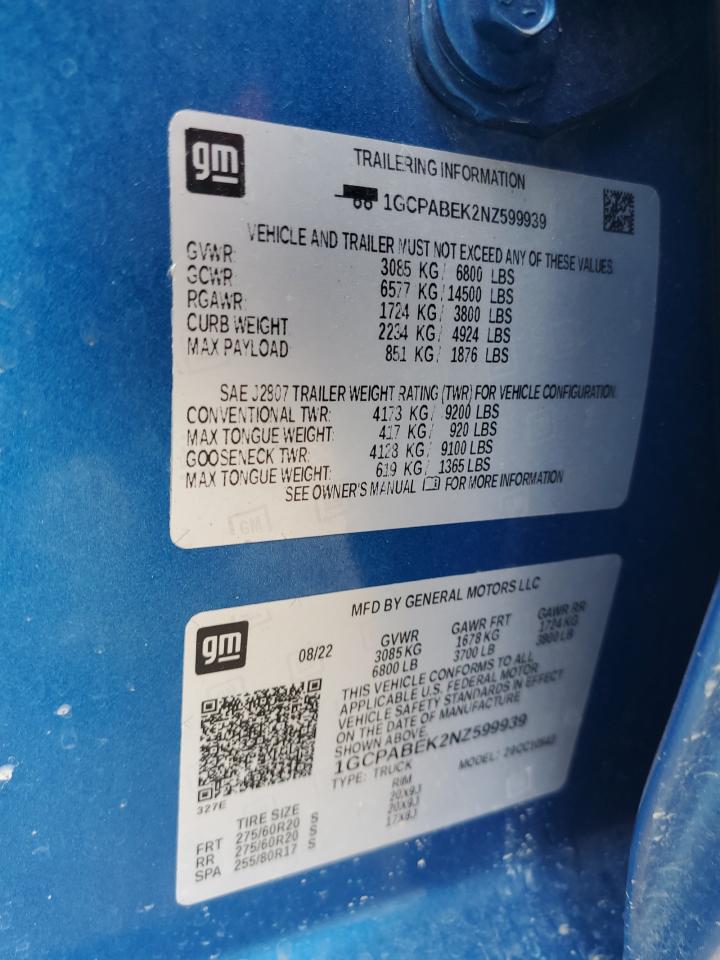 gm
TRAILERING INFORMATION
1GCPABEK2NZ599939
VEHICLE AND TRAILER MUST NOT EXCEED ANY OF THESE VALUES
GVWR: 3085 KG/ 6800 LBS
GCWR 6577 KG/14500 LBS
RGAWR: 1724 KG/ 3800 LBS
CURB WEIGHT 2234 KG/ 4924 LBS
MAX PAYLOAD 851 KG/ 1876 LBS
SAE J2807 TRAILER WEIGHT RATING (TWR) FOR VEHICLE CONFIGURATION
CONVENTIONAL TWR: 4173 KG/ 9200 LBS
MAX TONGUE WEIGHT: 417 KG/ 920 LBS
GOOSENECK TWR: 4128 KG/ 9100 LBS
MAX TONGUE WEIGHT: 619 KG/ 1365 LBS
SEE OWNER'S MANUAL FOR MORE INFORMATION
GM
gm
MFD BY GENERAL MOTORS LLC
08/22 GVWR GAWR FRT GAWR RR
3085 KG 1678 KG 1724 KG
6800 LB 3700 LB 3800 LB
THIS VEHICLE CONFORMS TO ALL
APPLICABLE U.S. FEDERAL MOTOR
VEHICLE SAFETY STANDARDS IN EFFECT
ON THE DATE OF MANUFACTURE
SHOWN ABOVE.
1GCPABEK2NZ599939
TYPE: TRUCK MODEL:
327E
TIRE SIZE RIM
FRT 275/60R20 S 20X9J
RR 275/60R20 S 20X9J
SPA 255/80R17 S 17X8J